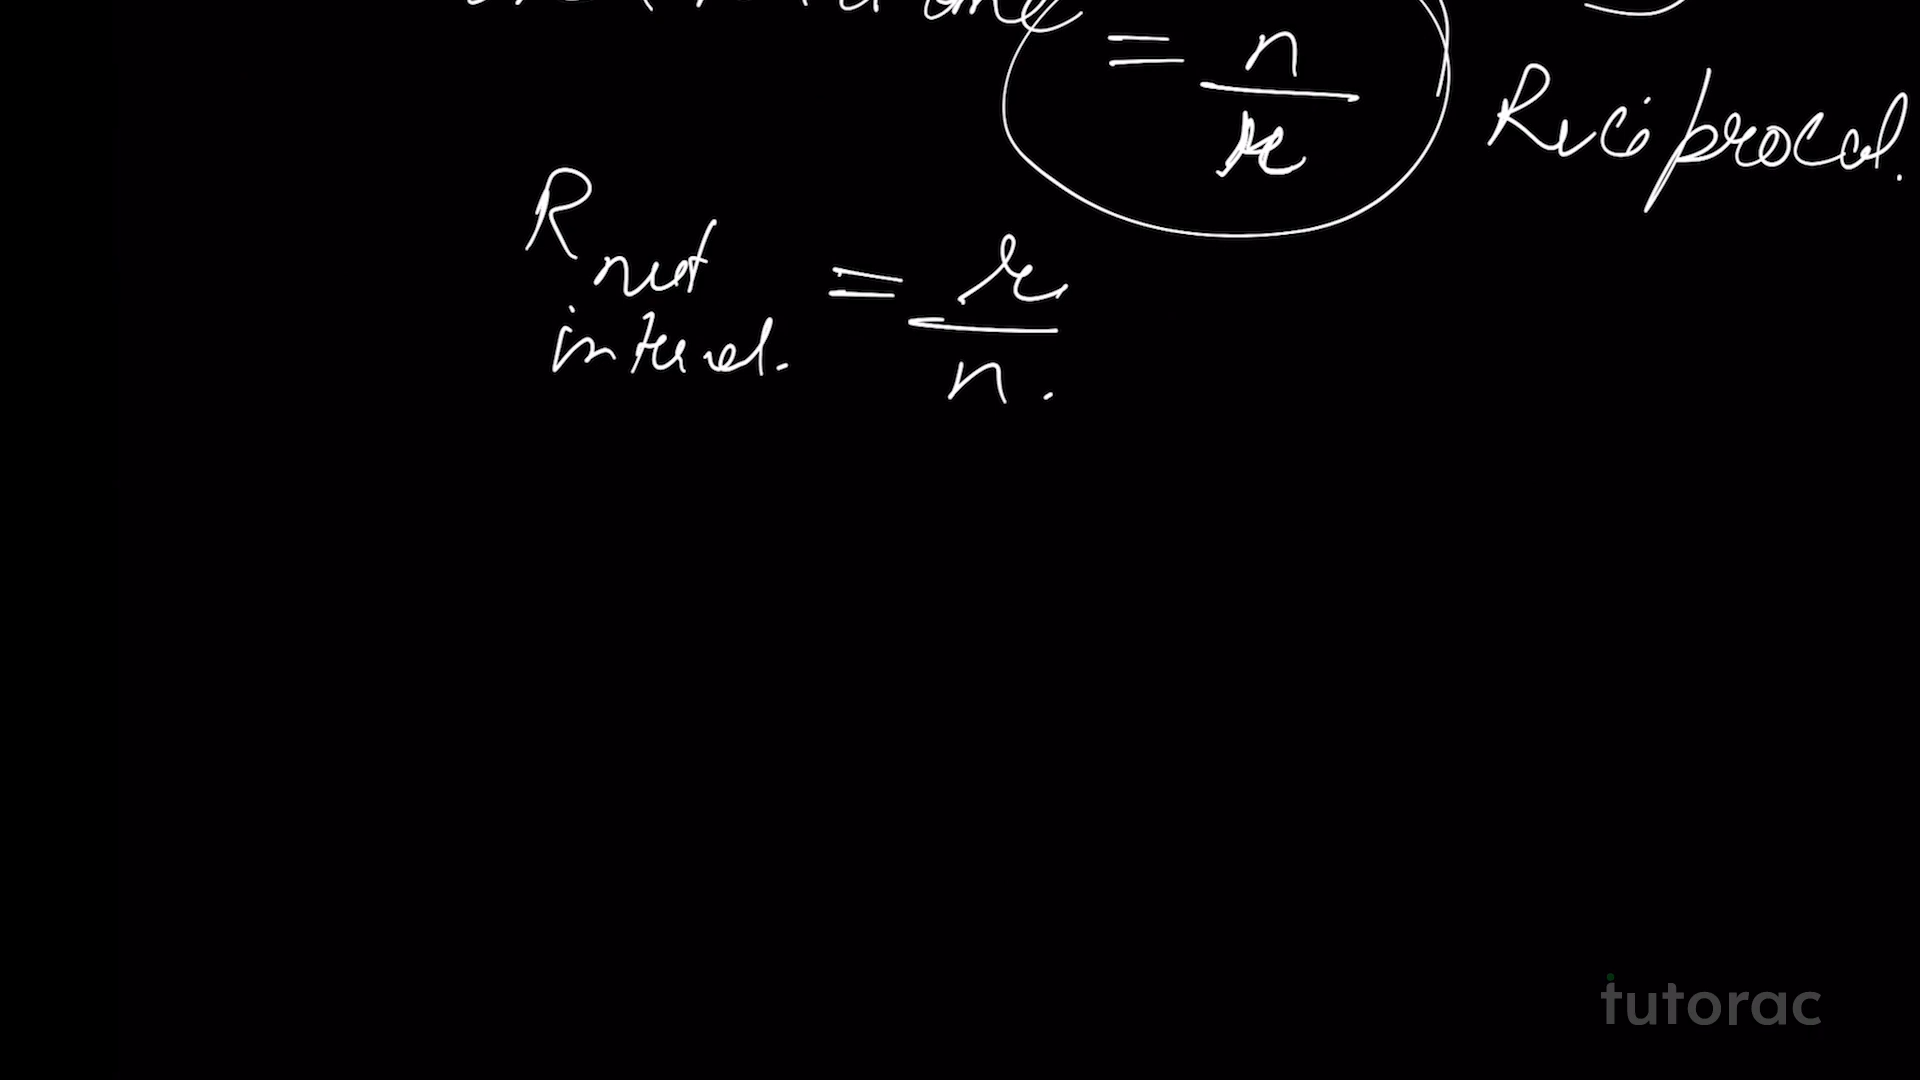 = n/r
Reciprocal.
R net internal. = r/n.
tutorac